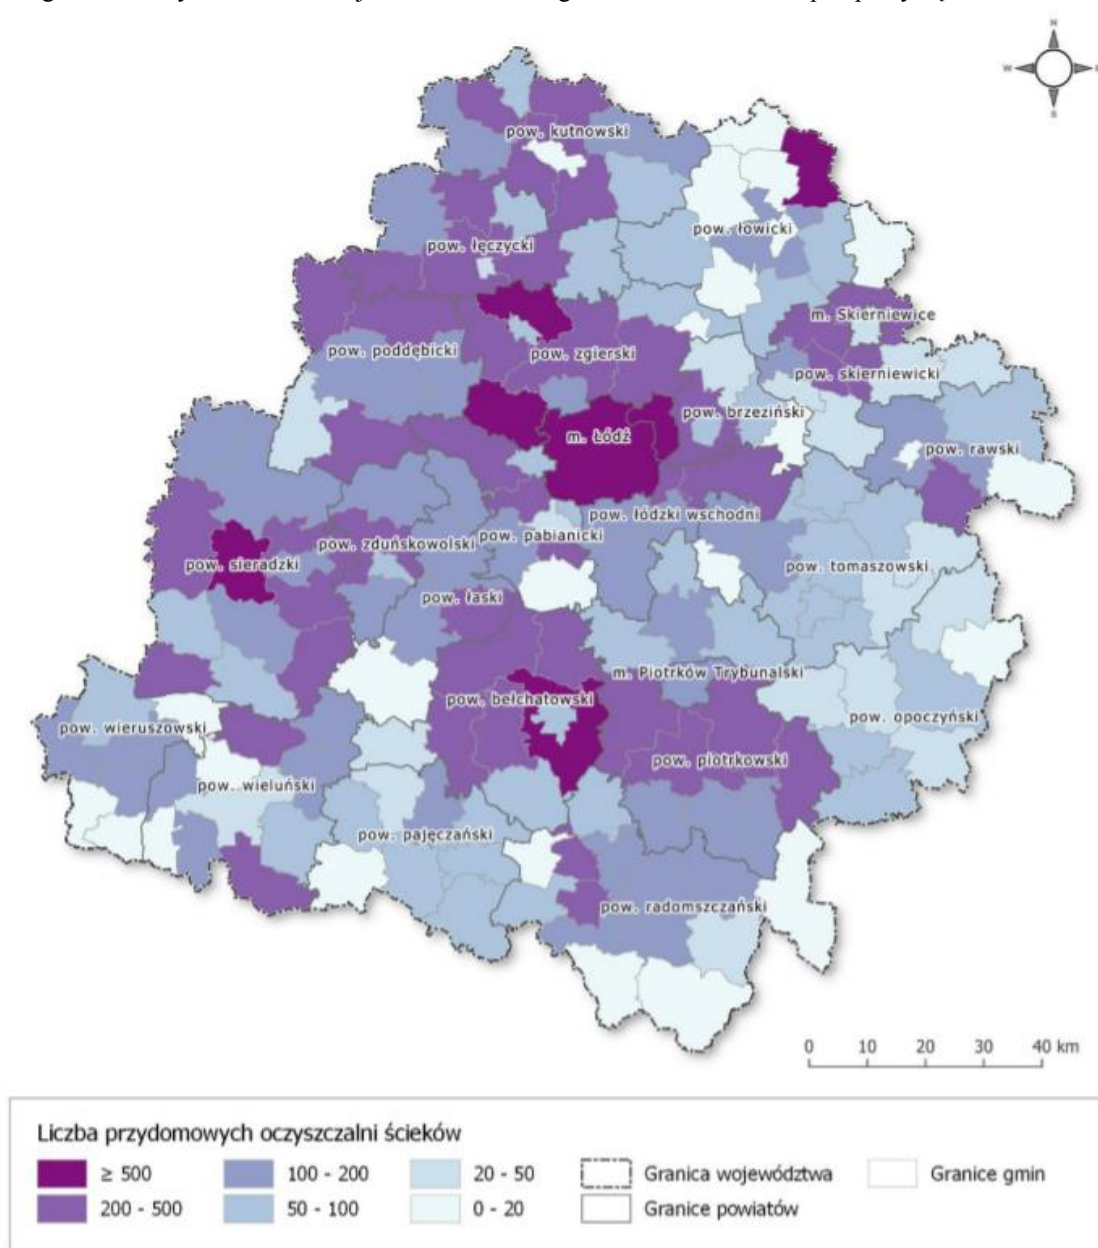 N
W
S
pow. kutnowski
pow. łowicki
pow. łęczycki
m. Skierniewice
pow. poddębicki
pow. zgierski
pow. skierniewicki
pow. brzeziński
m. Łódź
pow. rawski
pow. łódzki wschodni
pow. pabianicki
pow. zduńskowolski
pow. sieradzki
pow. tomaszowski
pow. łaski
m. Piotrków Trybunalski
pow. bełchatowski
pow. opoczyński
pow. wieruszowski
pow. piotrkowski
pow. wieluński
pow. pajęczański
pow. radomszczański
0 10 20 30 40 km
Liczba przydomowych oczyszczalni ścieków
≥ 500 100 - 200 20 - 50 Granica województwa Granice gmin
200 - 500 50 - 100 0 - 20 Granice powiatów